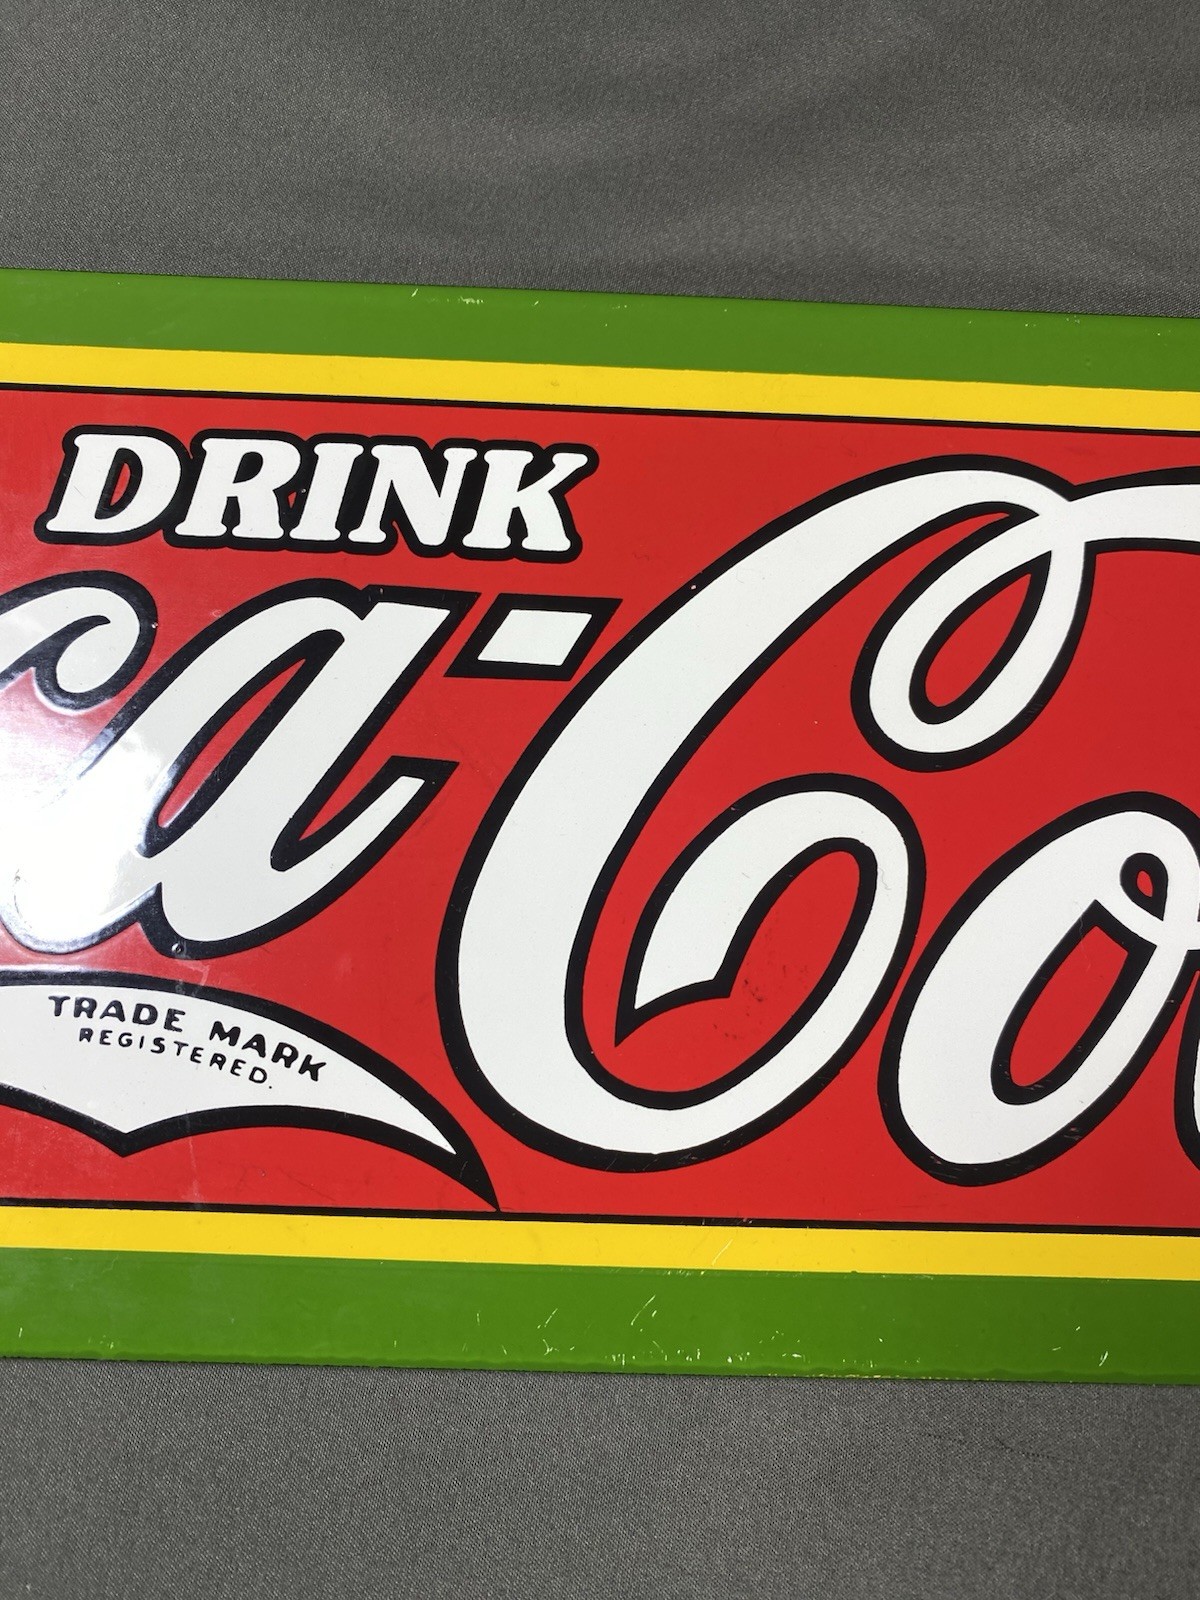 DRINK
ca-Co
TRADE MARK
REGISTERED.